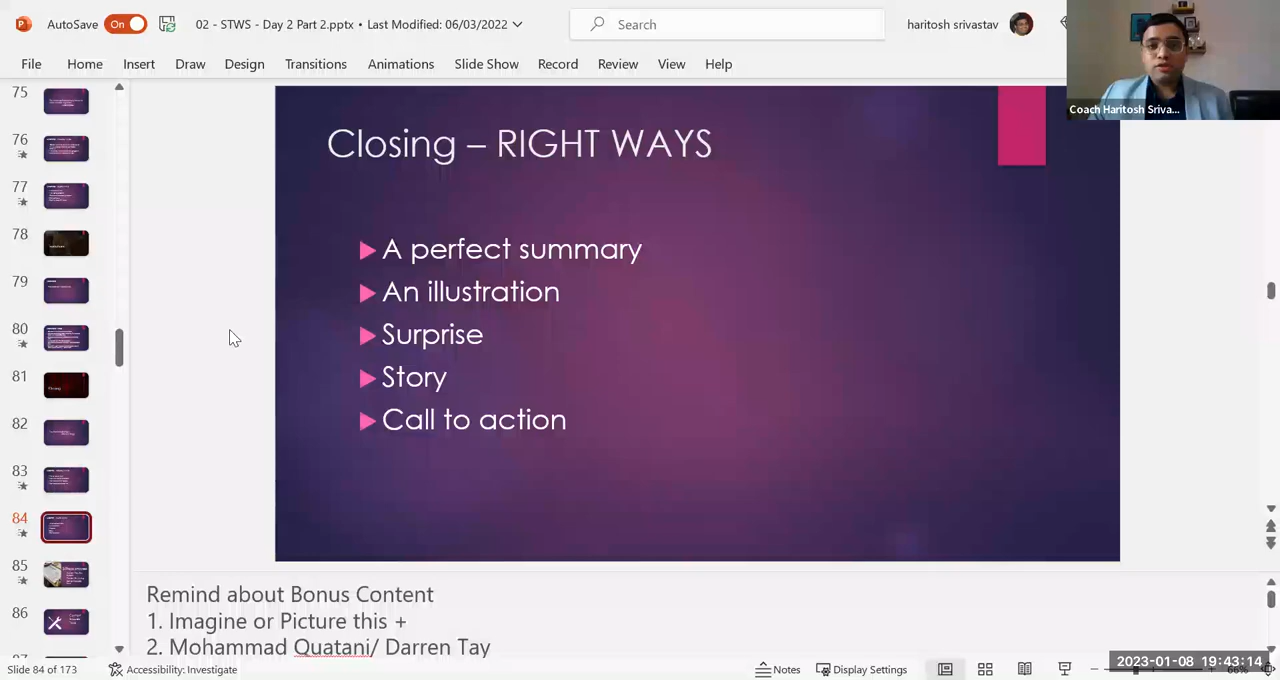 AutoSave On 02 - STWS - Day 2 Part 2.pptx • Last Modified: 06/03/2022 Search haritosh srivastav
File Home Insert Draw Design Slide Show Transitions Animations Record Review View Help
Coach Haritosh Sriva...
75
76
77
78
79
80
81
82
83
84
85
86
Closing – RIGHT WAYS
A perfect summary
An illustration
Surprise
Story
Call to action
Remind about Bonus Content
1. Imagine or Picture this +
2. Mohammad Quatani/ Darren Tay
Slide 84 of 173 Accessibility: Investigate Notes Display Settings
2023-01-08 19:43:14